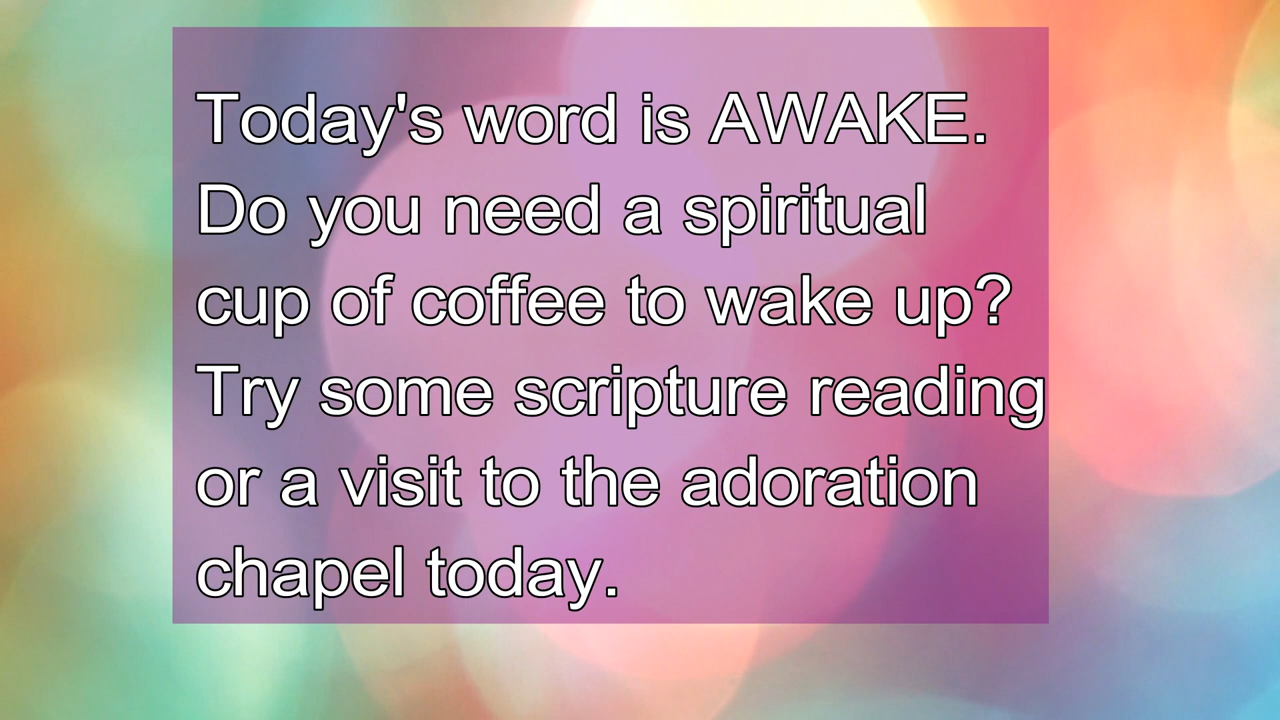 Today's word is AWAKE.
Do you need a spiritual
cup of coffee to wake up?
Try some scripture reading
or a visit to the adoration
chapel today.